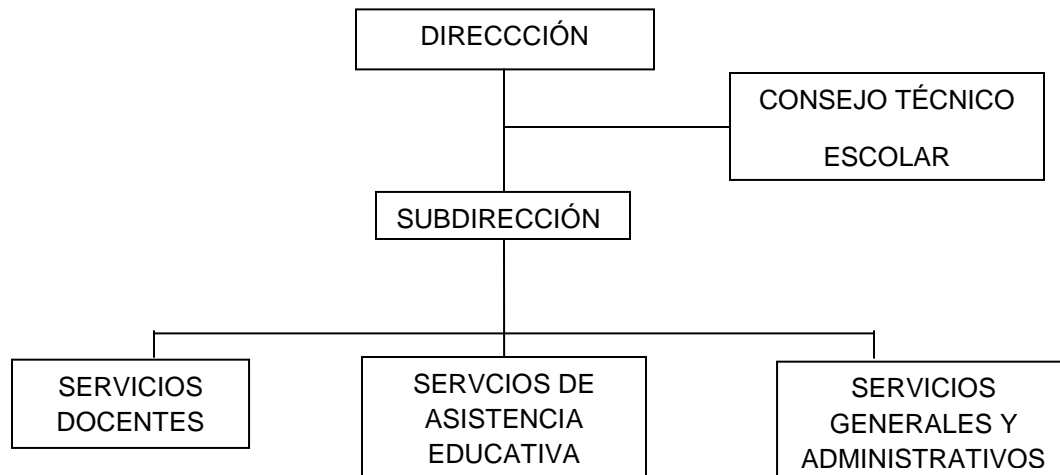 DIRECCCIÓN
CONSEJO TÉCNICO
ESCOLAR
SUBDIRECCIÓN
SERVICIOS
DOCENTES
SERVCIOS DE
ASISTENCIA
EDUCATIVA
SERVICIOS
GENERALES Y
ADMINISTRATIVOS